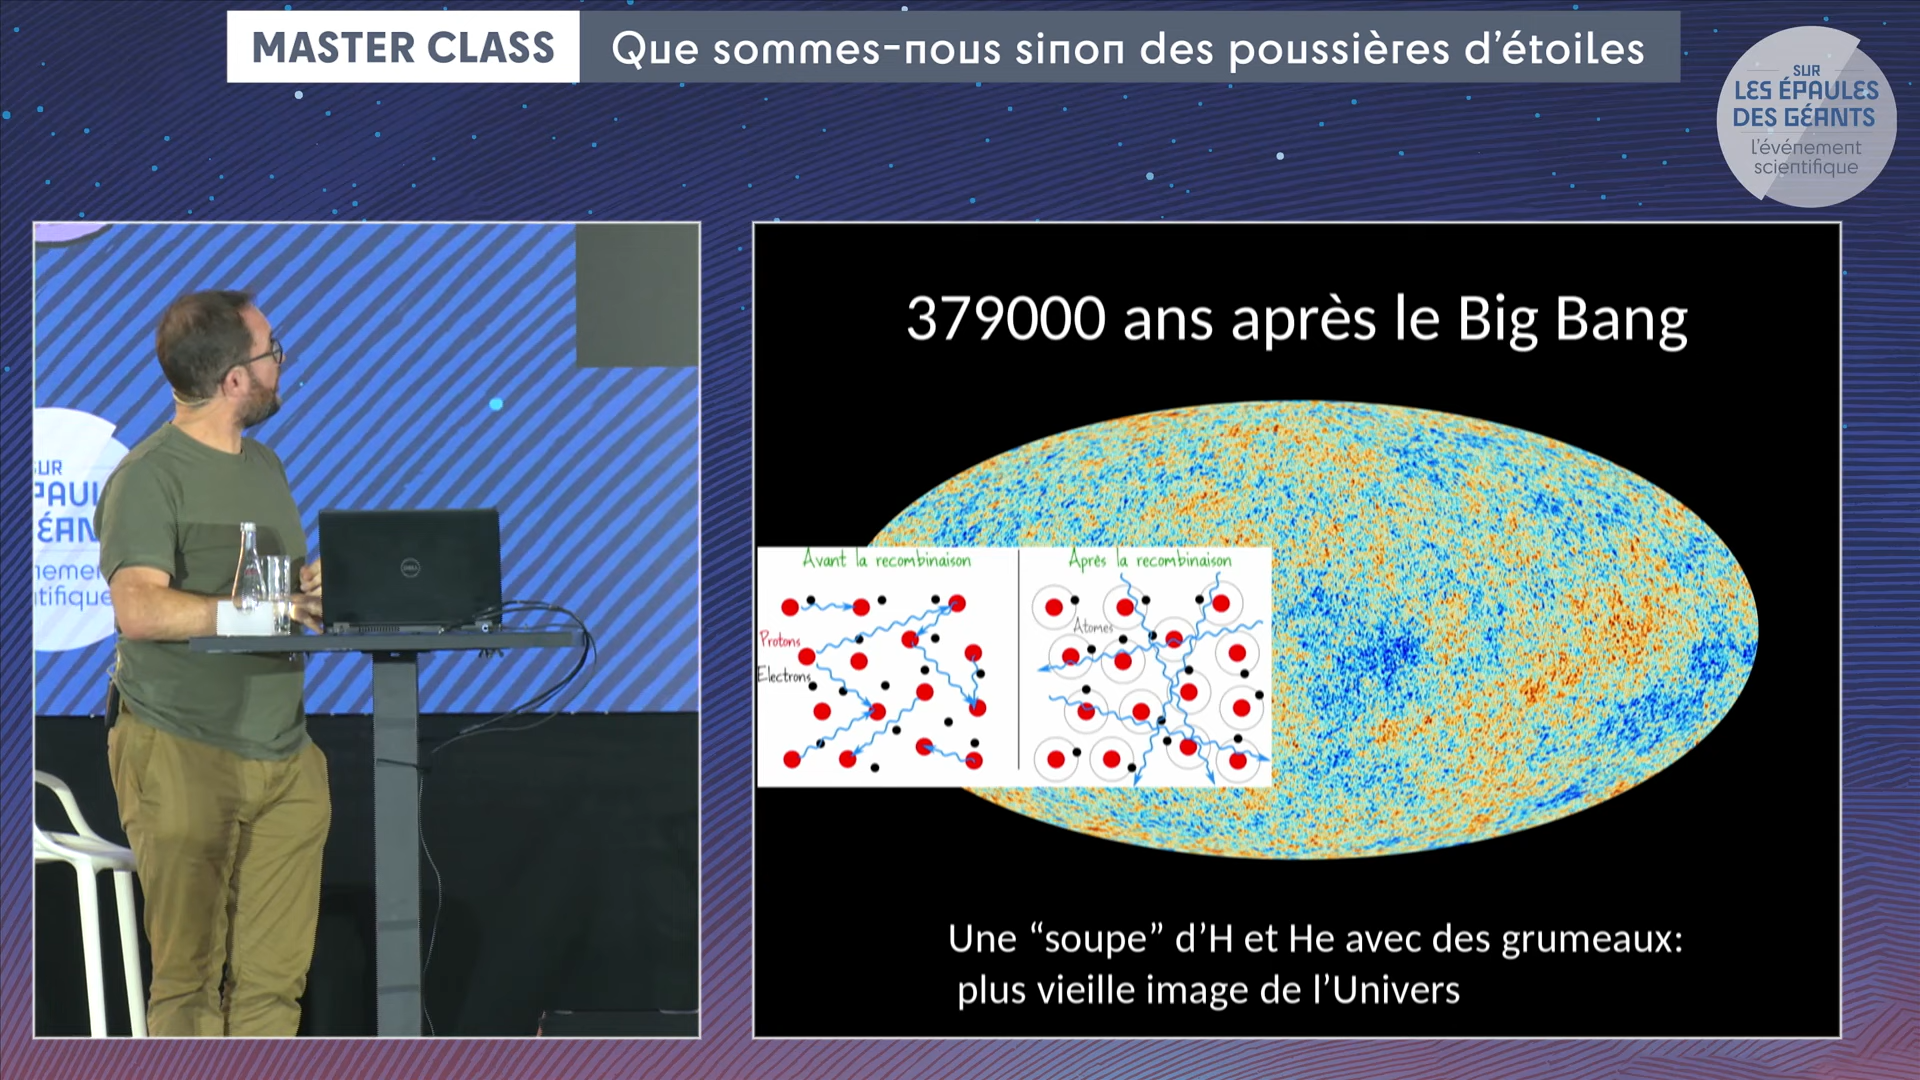 MASTER CLASS Que sommes-nous sinon des poussières d’étoiles
SUR
LES ÉPAULES
DES GÉANTS
L’événement
scientifique
379000 ans après le Big Bang
Avant la recombinaison
Après la recombinaison
Protons
Electrons
Atomes
Une “soupe” d’H et He avec des grumeaux:
plus vieille image de l’Univers
DELL